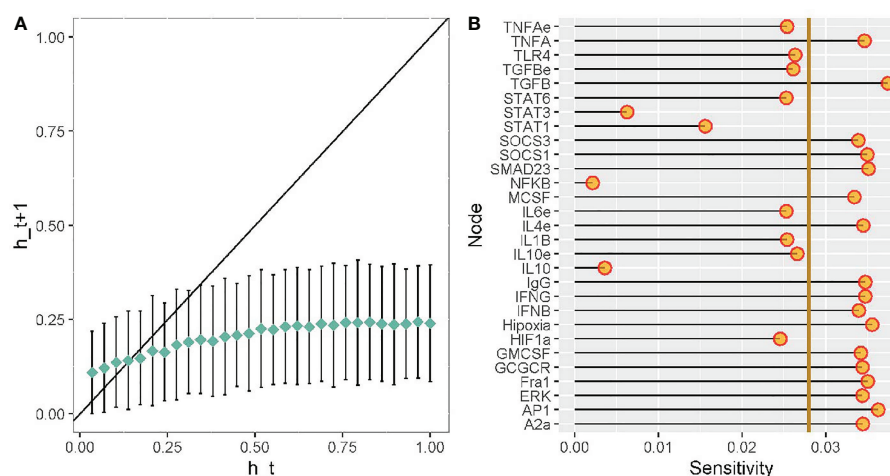 A
1.00
0.75
0.50
0.25
0.00
h_t+1
0.00
0.25
0.50
0.75
1.00
h_t
B
TNFAe
TNFA
TLR4
TGFBe
TGFB
STAT6
STAT3
STAT1
SOCS3
SOCS1
SMAD23
NFKB
MCSF
IL6e
IL4e
IL1B
IL10e
IL10
IgG
IFNG
IFNB
Hipoxia
HIF1a
GMCSF
GCGCR
Fra1
ERK
AP1
A2a
Node
0.00
0.01
0.02
0.03
Sensitivity